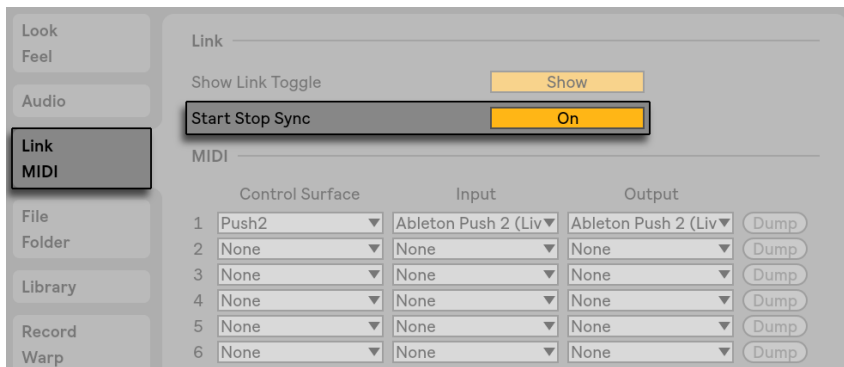 Look
Feel
Audio
Link
MIDI
File
Folder
Library
Record
Warp
Link
Show Link Toggle Show
Start Stop Sync On
MIDI
Control Surface Input Output
1 Push2 Ableton Push 2 (Liv Ableton Push 2 (Liv Dump
2 None None None Dump
3 None None None Dump
4 None None None Dump
5 None None None Dump
6 None None None Dump